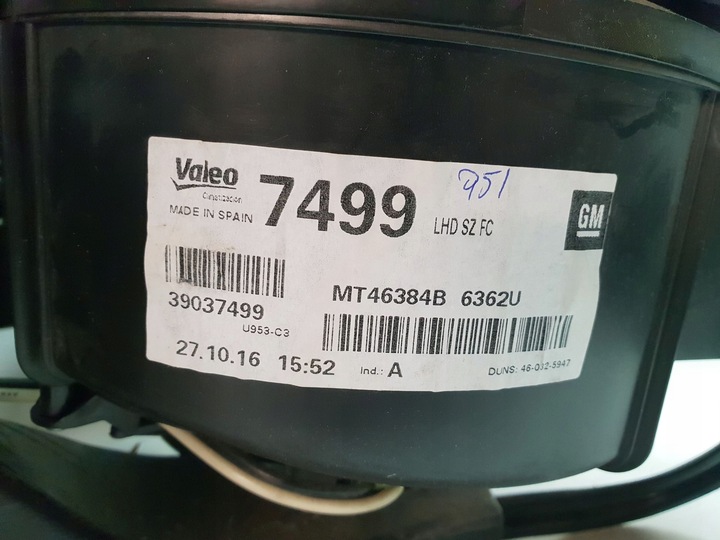 Valeo
Climatización
MADE IN SPAIN
7499
LHD SZ FC
951
GM
39037499
U953-C3
MT46384B 6362U
27.10.16 15:52
Ind.: A
DUNS: 46-032-5947